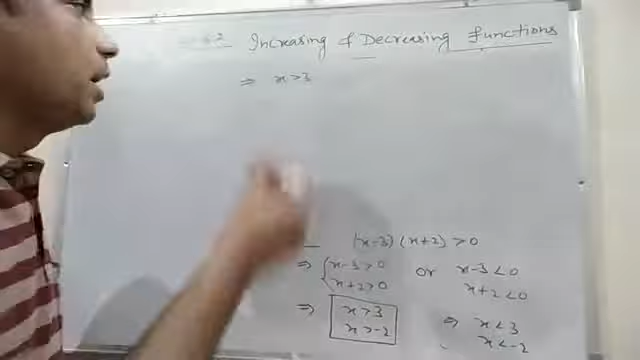 Increasing & Decreasing functions
⇒ x>3
(x-3) (x+2) >0
⇒ {x-3>0 or x-3<0
x+2>0 x+2<0
⇒ x>3 ⇒ x<3
x>-2 x<-2